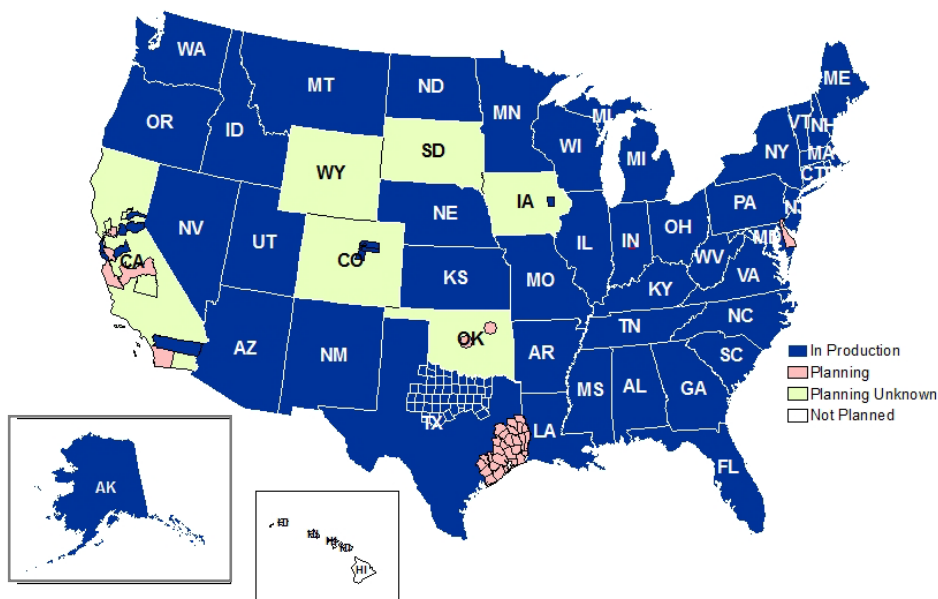 WA
MT
ND
MN
ME
OR
ID
WI
MI
MI
VT
NH
NY
MA
CT
SD
WY
IA
NE
PA
NV
UT
CO
CA
IL
IN
OH
MD
WV
VA
KS
MO
KY
AZ
NM
OK
AR
TN
NC
SC
MS
AL
GA
TX
LA
FL
In Production
Planning
Planning Unknown
Not Planned
AK
HI